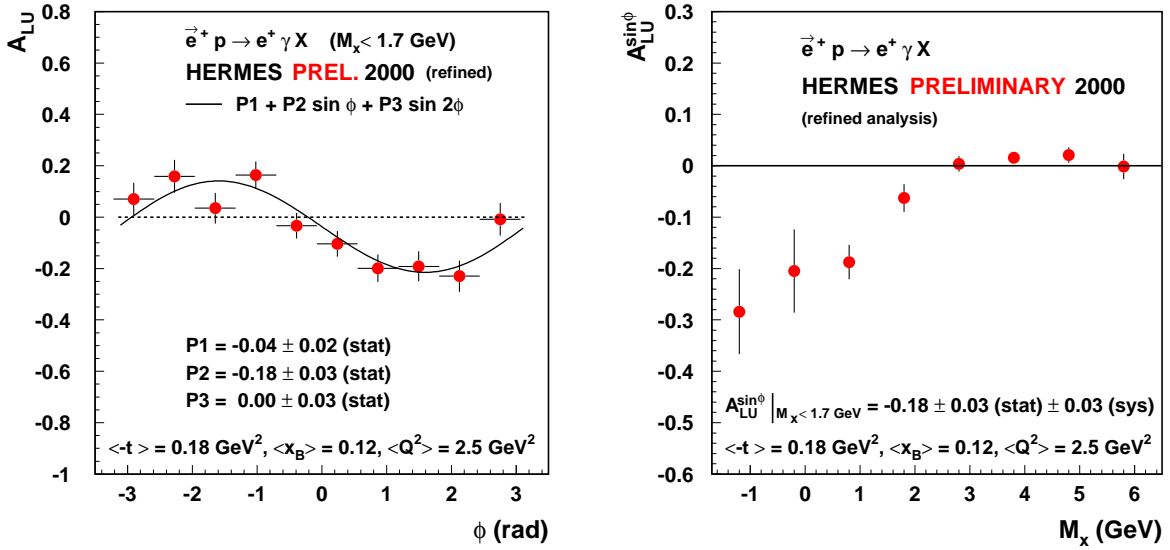 A_LU
e⃗⁺ p → e⁺ γ X (M_x < 1.7 GeV)
HERMES PREL. 2000 (refined)
P1 + P2 sin ϕ + P3 sin 2ϕ
0.8
0.6
0.4
0.2
0
-0.2
-0.4
-0.6
-0.8
-1
P1 = -0.04 ± 0.02 (stat)
P2 = -0.18 ± 0.03 (stat)
P3 = 0.00 ± 0.03 (stat)
<-t > = 0.18 GeV², <x_B> = 0.12, <Q²> = 2.5 GeV²
-3 -2 -1 0 1 2 3
ϕ (rad)
A_LU^sinϕ
e⃗⁺ p → e⁺ γ X
HERMES PRELIMINARY 2000
(refined analysis)
0.3
0.2
0.1
0
-0.1
-0.2
-0.3
-0.4
-0.5
-0.6
A_LU^sinϕ |_M_x < 1.7 GeV = -0.18 ± 0.03 (stat) ± 0.03 (sys)
<-t > = 0.18 GeV², <x_B> = 0.12, <Q²> = 2.5 GeV²
-1 0 1 2 3 4 5 6
M_x (GeV)